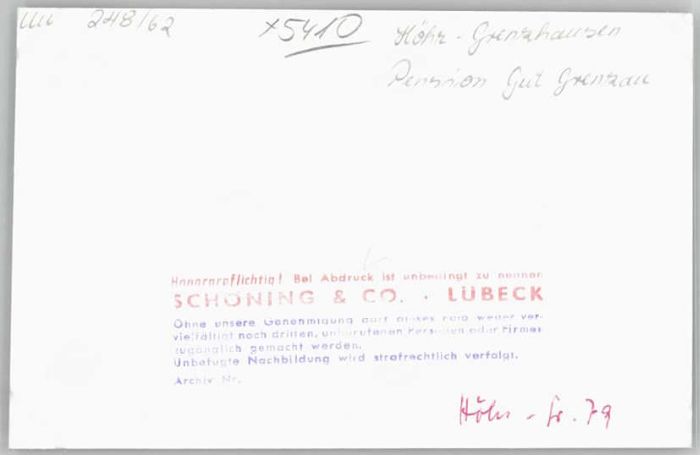 248/62
x5410
Höhr-Grenzhausen
Pension Gut Grenzau
Honorarpflichtig! Bei Abdruck ist unbedingt zu nennen
SCHÖNING & CO. · LÜBECK
Ohne unsere Genehmigung darf dieses Foto weder ver-
vielfältigt noch dritten, unberufenen Personen oder Firmen
zugänglich gemacht werden.
Unbefugte Nachbildung wird strafrechtlich verfolgt.
Archiv Nr.
Höhr - Gr. 79